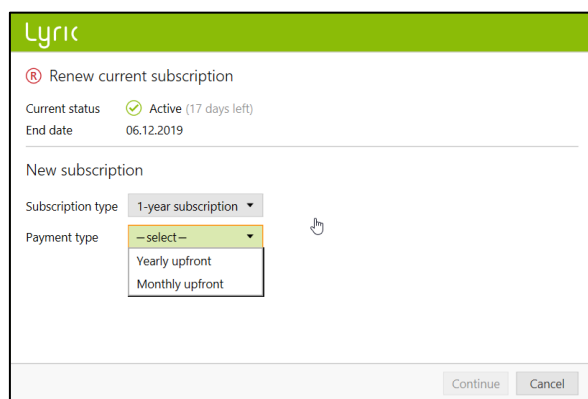 Lyric
R Renew current subscription
Current status Active (17 days left)
End date 06.12.2019
New subscription
Subscription type 1-year subscription
Payment type —select—
Yearly upfront
Monthly upfront
Continue Cancel